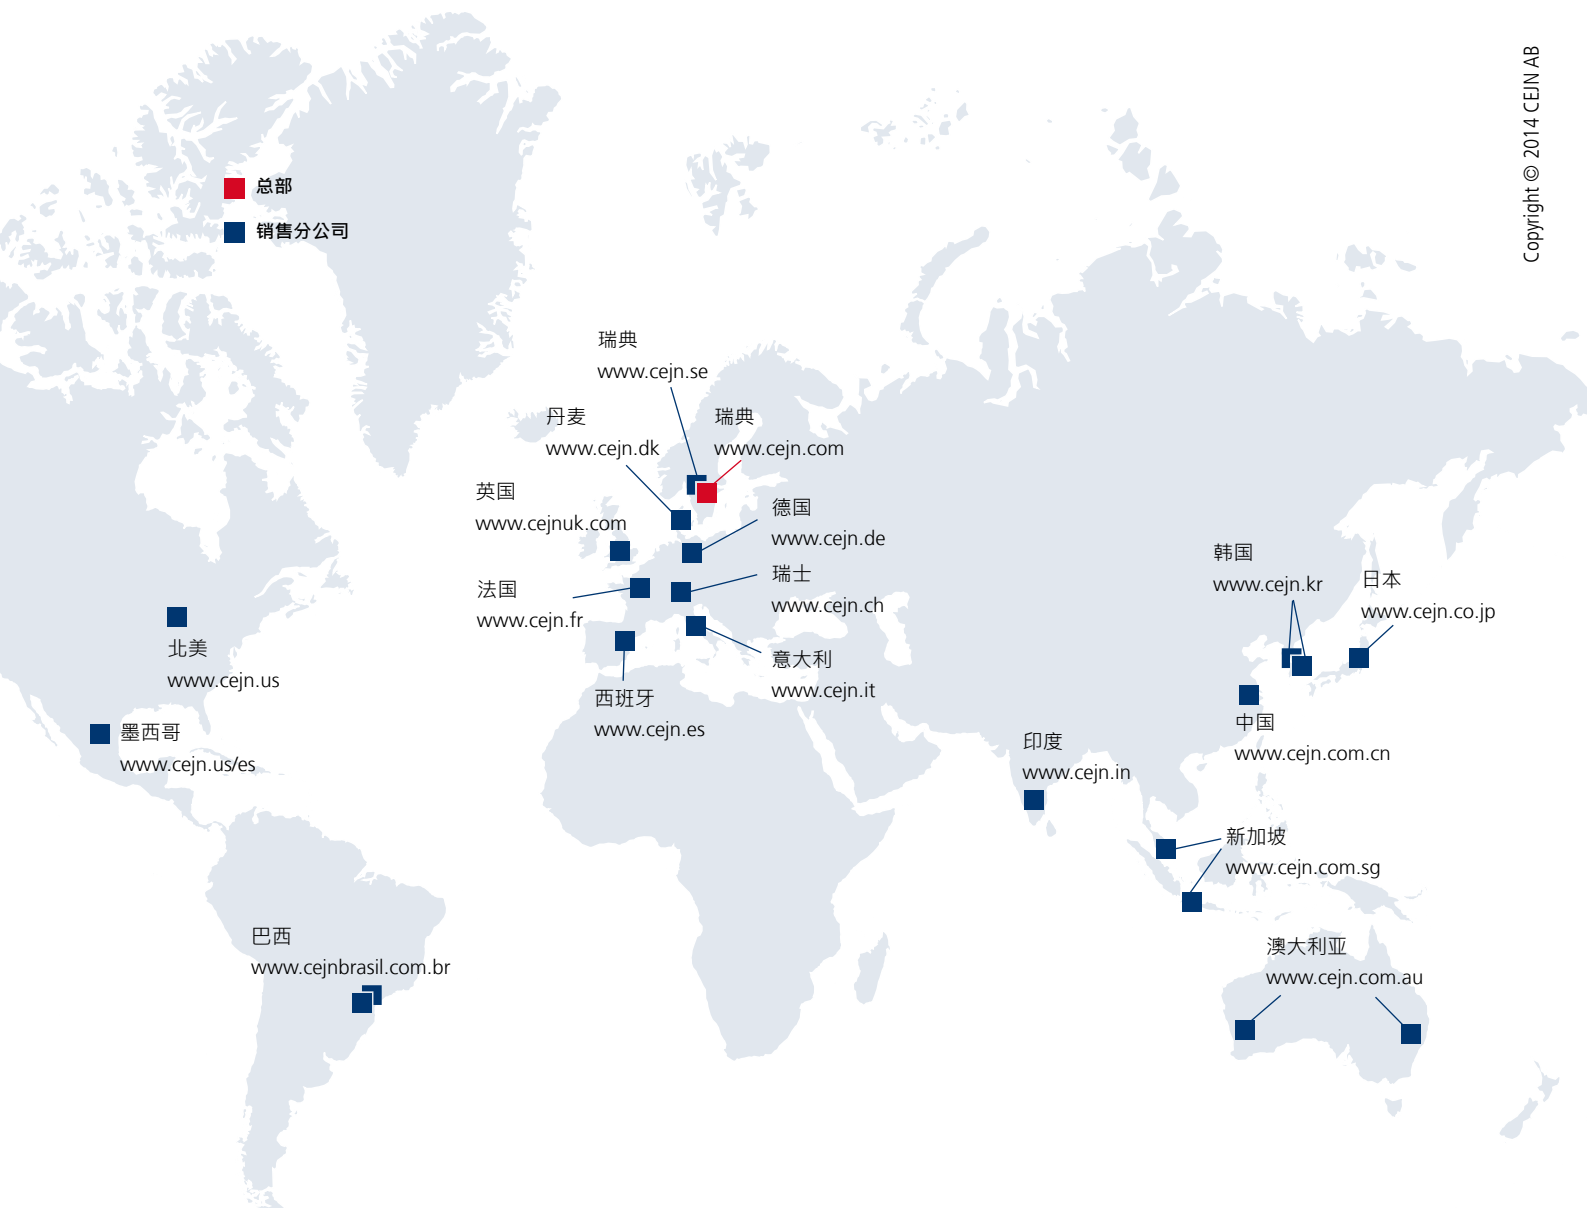 Copyright © 2014 CEJN AB
总部
销售分公司
瑞典
www.cejn.se
丹麦
www.cejn.dk
瑞典
www.cejn.com
英国
www.cejnuk.com
德国
www.cejn.de
法国
www.cejn.fr
瑞士
www.cejn.ch
意大利
www.cejn.it
西班牙
www.cejn.es
北美
www.cejn.us
墨西哥
www.cejn.us/es
巴西
www.cejnbrasil.com.br
韩国
www.cejn.kr
日本
www.cejn.co.jp
中国
www.cejn.com.cn
印度
www.cejn.in
新加坡
www.cejn.com.sg
澳大利亚
www.cejn.com.au